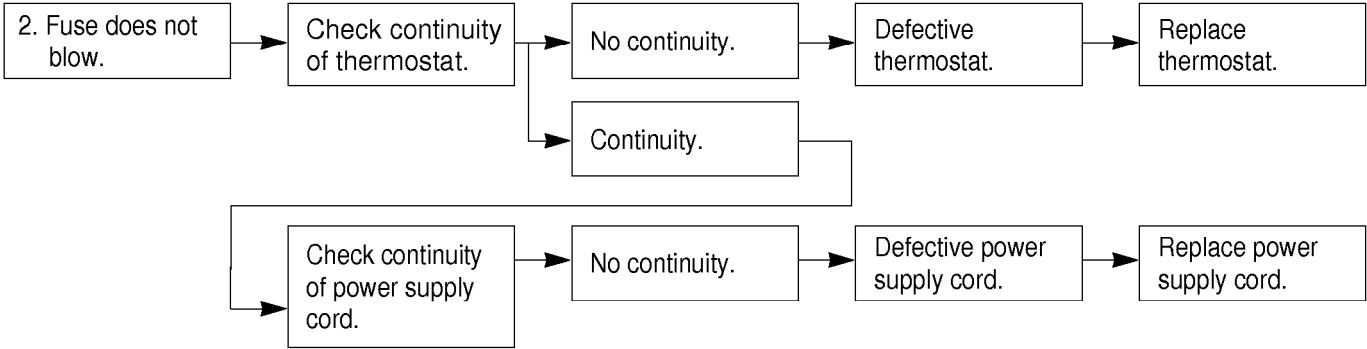 2. Fuse does not
blow.
Check continuity
of thermostat.
No continuity.
Defective
thermostat.
Replace
thermostat.
Continuity.
Check continuity
of power supply
cord.
No continuity.
Defective power
supply cord.
Replace power
supply cord.